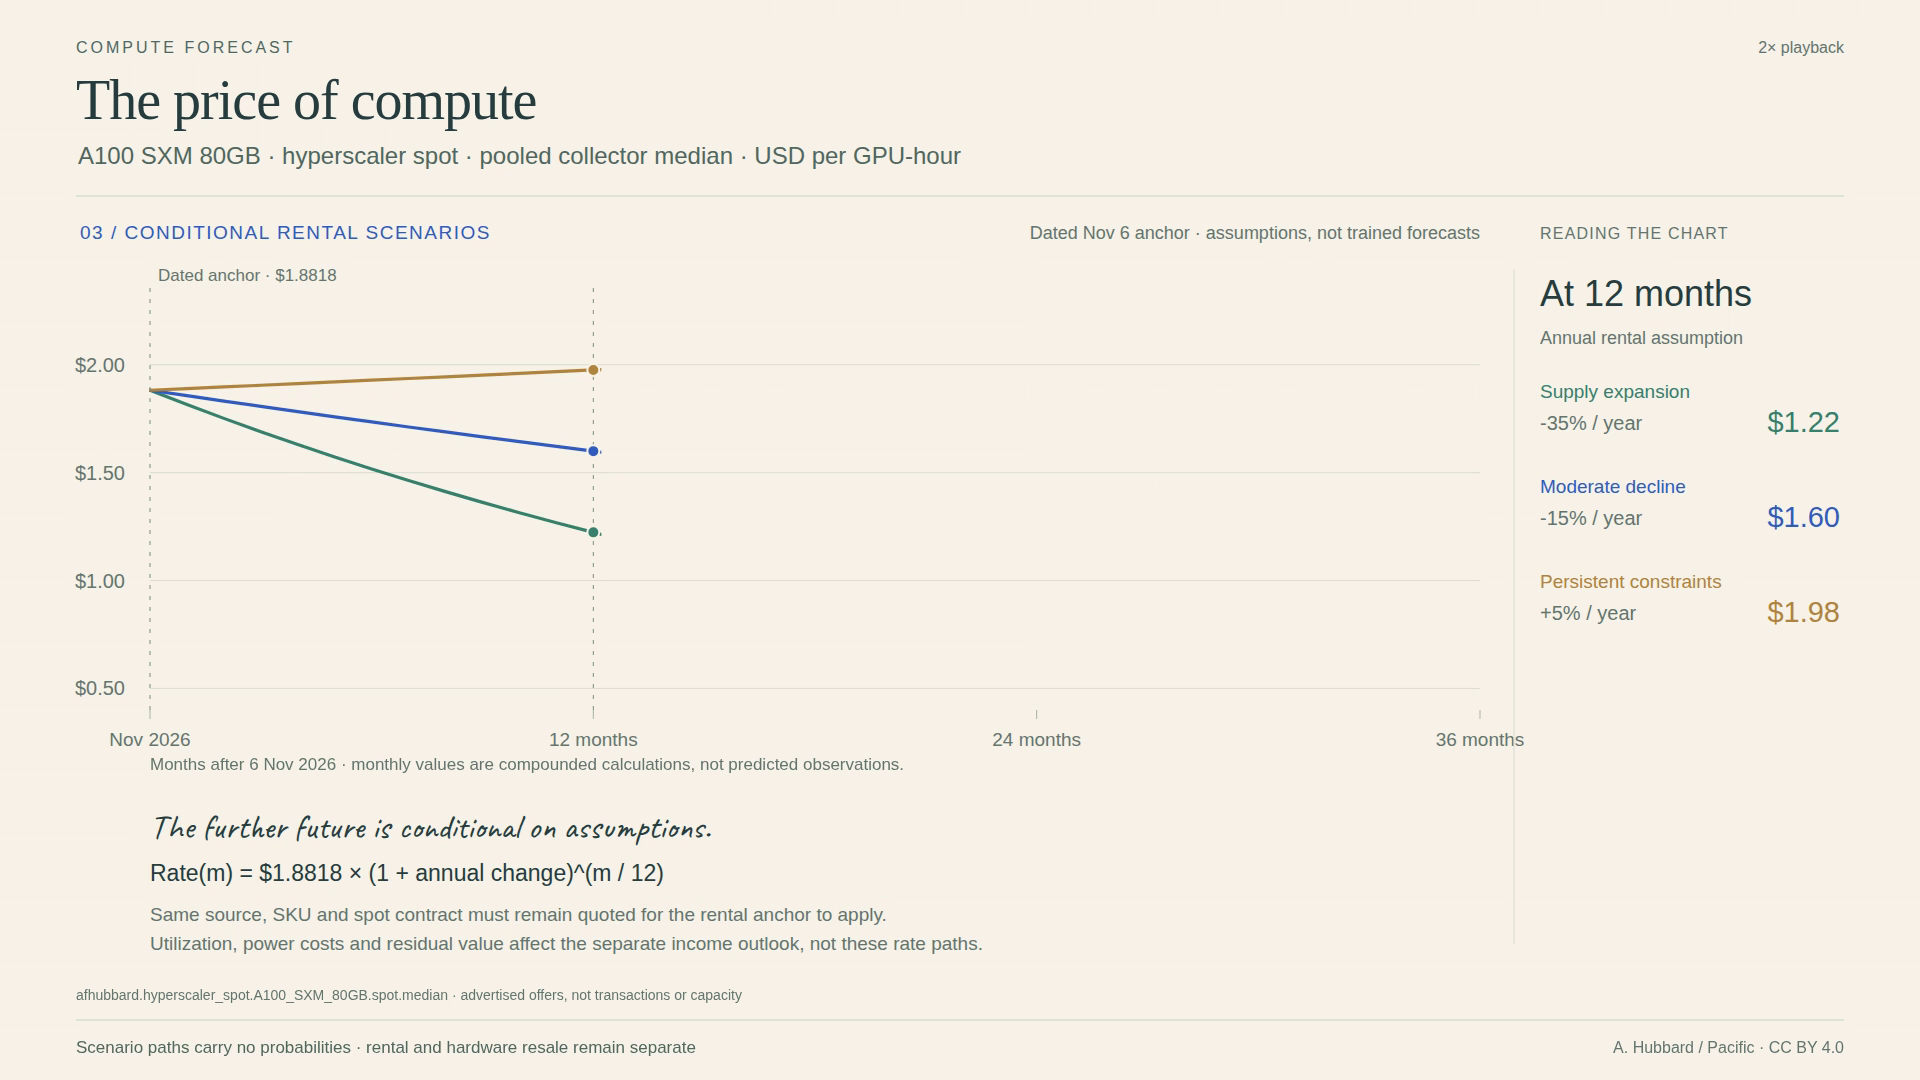 COMPUTE FORECAST
2× playback
The price of compute
A100 SXM 80GB · hyperscaler spot · pooled collector median · USD per GPU-hour
03 / CONDITIONAL RENTAL SCENARIOS
Dated Nov 6 anchor · assumptions, not trained forecasts
Dated anchor · $1.8818
$2.00
$1.50
$1.00
$0.50
Nov 2026
12 months
24 months
36 months
Months after 6 Nov 2026 · monthly values are compounded calculations, not predicted observations.
The further future is conditional on assumptions.
Rate(m) = $1.8818 × (1 + annual change)^(m / 12)
Same source, SKU and spot contract must remain quoted for the rental anchor to apply.
Utilization, power costs and residual value affect the separate income outlook, not these rate paths.
READING THE CHART
At 12 months
Annual rental assumption
Supply expansion
-35% / year
$1.22
Moderate decline
-15% / year
$1.60
Persistent constraints
+5% / year
$1.98
afhubbard.hyperscaler_spot.A100_SXM_80GB.spot.median · advertised offers, not transactions or capacity
Scenario paths carry no probabilities · rental and hardware resale remain separate
A. Hubbard / Pacific · CC BY 4.0